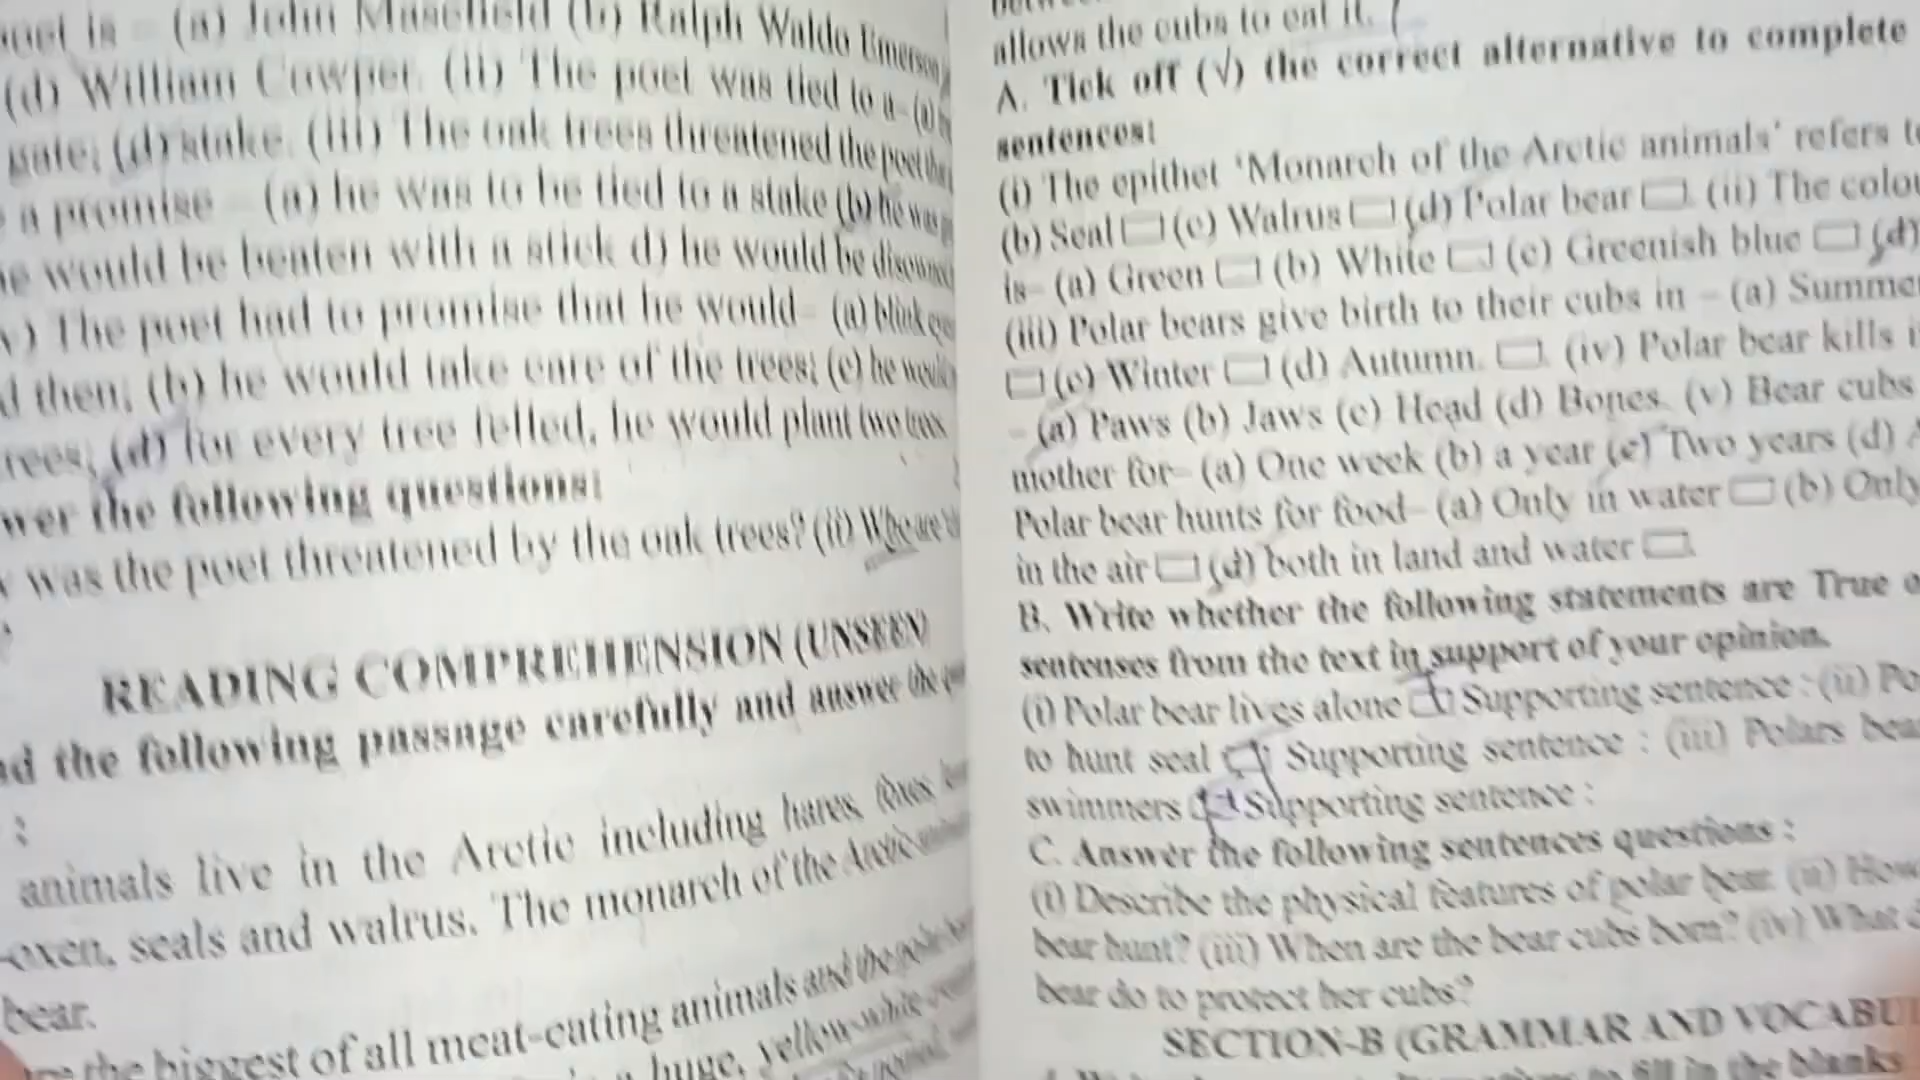 poet is - (a) John Masefield (b) Ralph Waldo Emerson
(d) William Cowper. (ii) The poet was tied to a- (a)
gate; (d) stake. (iii) The oak trees threatened the poet that
a promise - (a) he was to be tied to a stake (b) he was
he would be beaten with a stick d) he would be
v) The poet had to promise that he would- (a) blink
d then; (b) he would take care of the trees; (c) he would
trees; (d) for every tree felled, he would plant two trees.
wer the following questions:
was the poet threatened by the oak trees? (ii)
READING COMPREHENSION (UNSEEN)
ad the following passage carefully and answer the
:
animals live in the Arctic including hares, foxes,
-oxen, seals and walrus. The monarch of the Arctic
bear.
the biggest of all meat-eating animals and the
huge, yellow-white
allows the cubs to eat it.
A. Tick off (√) the correct alternative to complete
sentences:
(i) The epithet 'Monarch of the Arctic animals' refers
(b) Seal (c) Walrus (d) Polar bear . (ii) The
is- (a) Green (b) White (c) Greenish blue (d)
(iii) Polar bears give birth to their cubs in - (a) Summer
(c) Winter (d) Autumn. (iv) Polar bear kills
- (a) Paws (b) Jaws (c) Head (d) Bones. (v) Bear cubs
mother for- (a) One week (b) a year (c) Two years (d)
Polar bear hunts for food- (a) Only in water (b) Only
in the air (d) both in land and water .
B. Write whether the following statements are True
sentenses from the text in support of your opinion.
(i) Polar bear lives alone Supporting sentence : (ii)
to hunt seal Supporting sentence : (iii) Polars
swimmers Supporting sentence :
C. Answer the following sentences questions :
(i) Describe the physical features of polar bear. (ii) How
bear hunt? (iii) When are the bear cubs born? (iv) What
bear do to protect her cubs?
SECTION-B (GRAMMAR AND VOCABU
to fill in the blanks